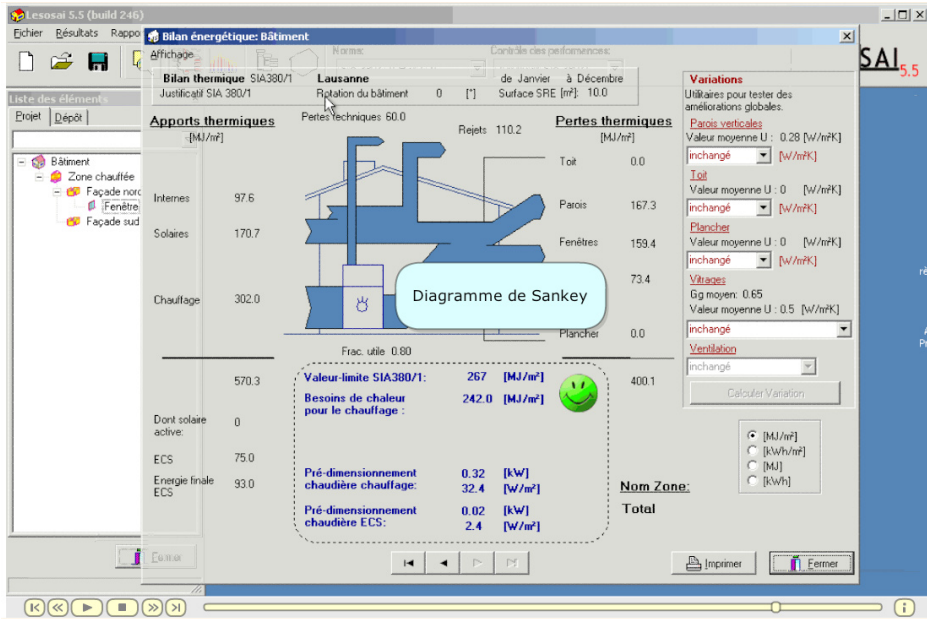 Lesosai 5.5 (build 246)
Fichier Résultats Rappo
Bilan énergétique: Bâtiment
Affichage
Norme:
Contrôle des performances:
SAI 5.5
Bilan thermique SIA380/1 Lausanne de Janvier à Décembre
Justificatif SIA 380/1 Rotation du bâtiment 0 [°] Surface SRE [m²]: 10.0
Liste des éléments
Projet Dépôt
Bâtiment
Zone chauffée
Façade nord
Fenêtre
Façade sud
Fermer
Apports thermiques
[MJ/m²]
Internes 97.6
Solaires 170.7
Chauffage 302.0
570.3
Dont solaire
active: 0
ECS 75.0
Energie finale
ECS 93.0
Pertes techniques 60.0
Rejets 110.2
Diagramme de Sankey
Frac. utile 0.80
Pertes thermiques
[MJ/m²]
Toit 0.0
Parois 167.3
Fenêtres 159.4
73.4
Plancher 0.0
400.1
Valeur-limite SIA380/1: 267 [MJ/m²]
Besoins de chaleur
pour le chauffage : 242.0 [MJ/m²]
Pré-dimensionnement
chaudière chauffage: 0.32 [kW]
32.4 [W/m²]
Pré-dimensionnement
chaudière ECS: 0.02 [kW]
2.4 [W/m²]
Nom Zone:
Total
Variations
Utilitaires pour tester des
améliorations globales.
Parois verticales
Valeur moyenne U : 0.28 [W/m²K]
inchangé [W/m²K]
Toit
Valeur moyenne U : 0 [W/m²K]
inchangé [W/m²K]
Plancher
Valeur moyenne U : 0 [W/m²K]
inchangé [W/m²K]
Vitrages
Gg moyen: 0.65
Valeur moyenne U : 0.5 [W/m²K]
inchangé
Ventilation
inchangé
Calculer Variation
[MJ/m²]
[kWh/m²]
[MJ]
[kWh]
Imprimer
Fermer